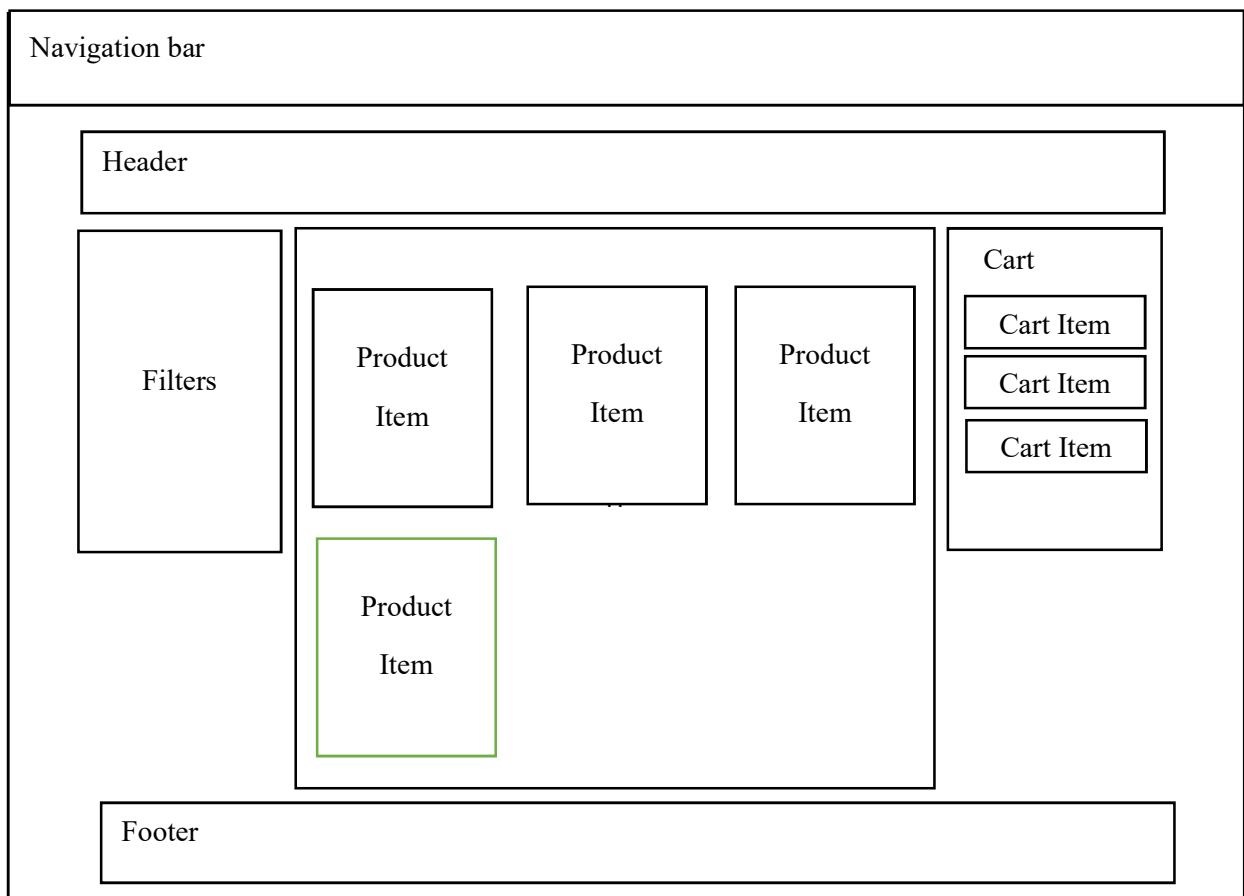 Navigation bar
Header
Filters
Product
Item
Product
Item
Product
Item
Product
Item
Cart
Cart Item
Cart Item
Cart Item
Footer